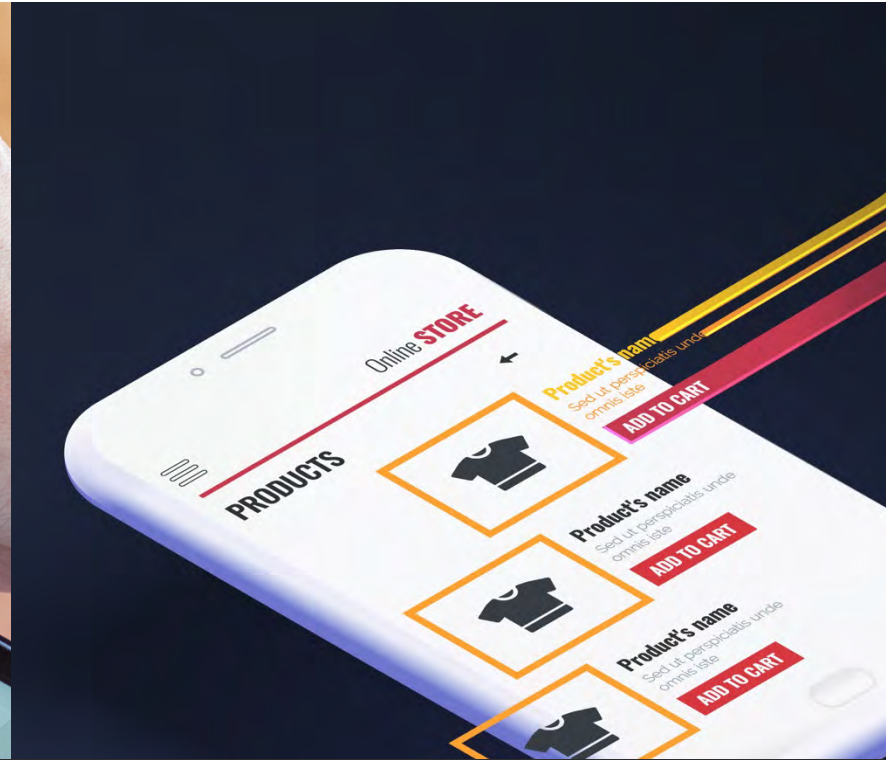 Online STORE
PRODUCTS
Product's name
Sed ut perspiciatis unde
omnis iste
ADD TO CART
Product's name
Sed ut perspiciatis unde
omnis iste
ADD TO CART
Product's name
Sed ut perspiciatis unde
omnis iste
ADD TO CART